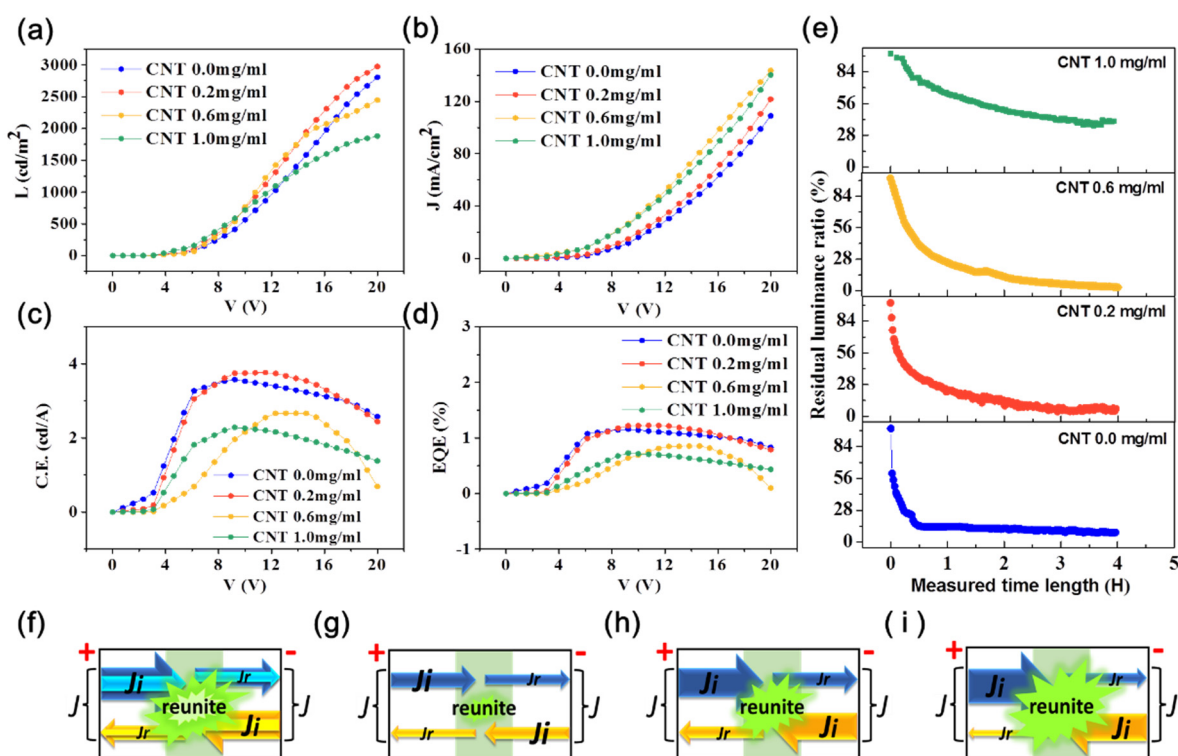 (a)
L (cd/m²)
3000
2500
2000
1500
1000
500
0
CNT 0.0mg/ml
CNT 0.2mg/ml
CNT 0.6mg/ml
CNT 1.0mg/ml
0 4 8 12 16 20
V (V)
(b)
J (mA/cm²)
160
120
80
40
0
CNT 0.0mg/ml
CNT 0.2mg/ml
CNT 0.6mg/ml
CNT 1.0mg/ml
0 4 8 12 16 20
V (V)
(c)
C.E. (cd/A)
4
2
0
CNT 0.0mg/ml
CNT 0.2mg/ml
CNT 0.6mg/ml
CNT 1.0mg/ml
0 4 8 12 16 20
V (V)
(d)
EQE (%)
3
2
1
0
-1
CNT 0.0mg/ml
CNT 0.2mg/ml
CNT 0.6mg/ml
CNT 1.0mg/ml
0 4 8 12 16 20
V (V)
(e)
Residual luminance ratio (%)
CNT 1.0 mg/ml
84
56
28
0
CNT 0.6 mg/ml
84
56
28
0
CNT 0.2 mg/ml
84
56
28
0
CNT 0.0 mg/ml
84
56
28
0
0 1 2 3 4 5
Measured time length (H)
(f)
+ -
Ji Jr
J reunite J
Jr Ji
(g)
+ -
Ji Jr
J reunite J
Jr Ji
(h)
+ -
Ji Jr
J reunite J
Jr Ji
(i)
+ -
Ji Jr
J reunite J
Jr Ji